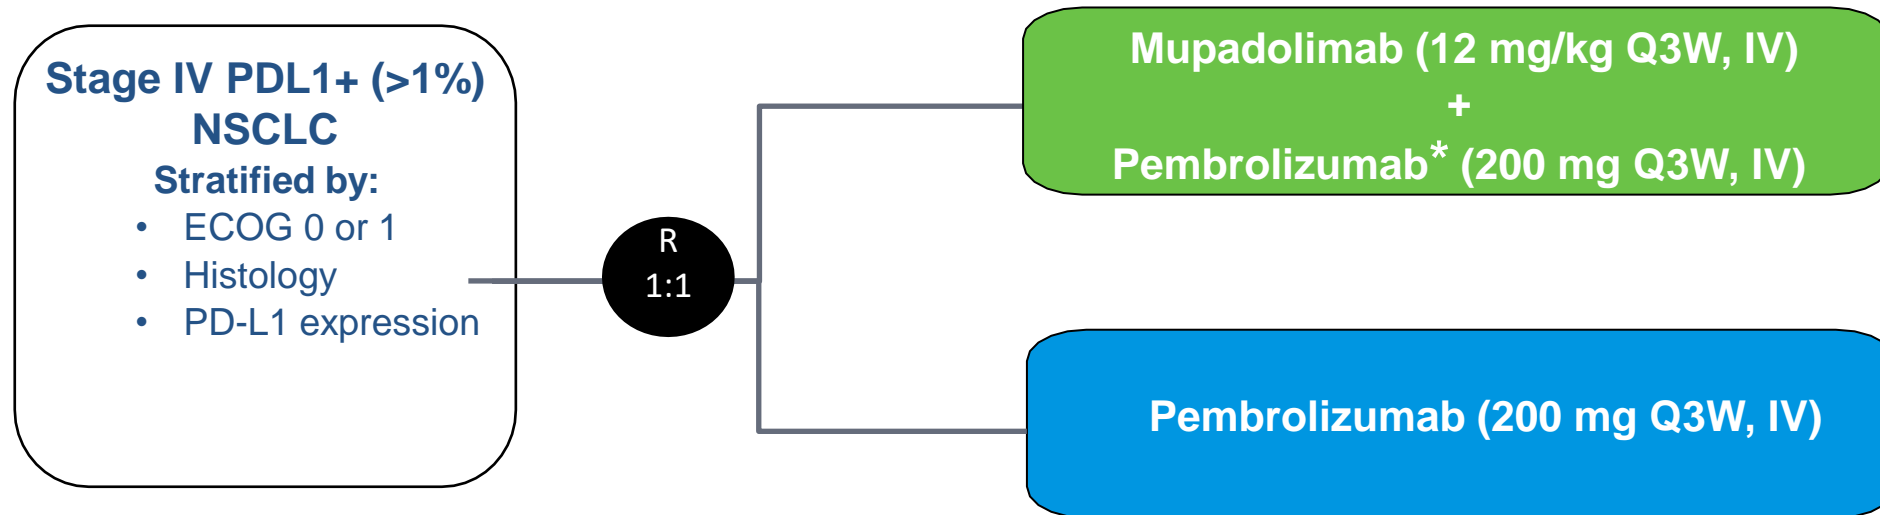 Stage IV PDL1+ (>1%)
NSCLC
Stratified by:
• ECOG 0 or 1
• Histology
• PD-L1 expression
R
1:1
Mupadolimab (12 mg/kg Q3W, IV)
+
Pembrolizumab* (200 mg Q3W, IV)
Pembrolizumab (200 mg Q3W, IV)